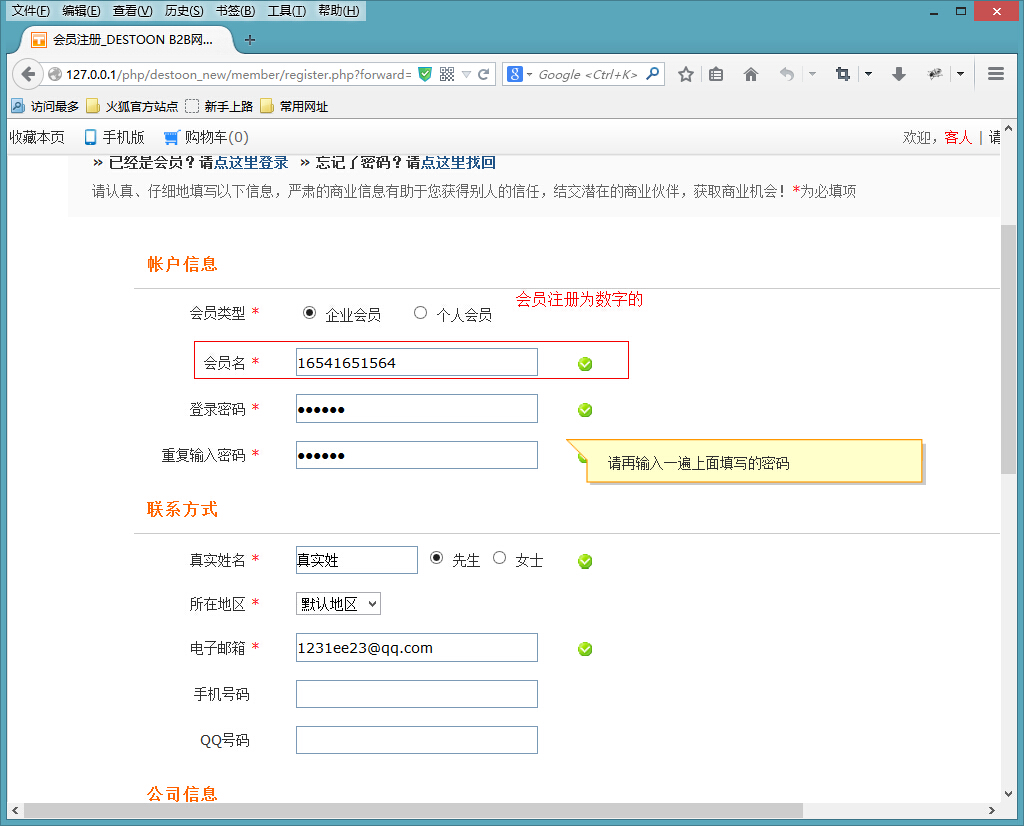 文件(F) 编辑(E) 查看(V) 历史(S) 书签(B) 工具(T) 帮助(H)
会员注册_DESTOON B2B网...
127.0.0.1/php/destoon_new/member/register.php?forward=
Google <Ctrl+K>
访问最多 火狐官方站点 新手上路 常用网址
收藏本页 手机版 购物车(0) 欢迎，客人 | 请
» 已经是会员？请点这里登录 » 忘记了密码？请点这里找回
请认真、仔细地填写以下信息，严肃的商业信息有助于您获得别人的信任，结交潜在的商业伙伴，获取商业机会！*为必填项
帐户信息
会员注册为数字的
会员类型 * 企业会员 个人会员
会员名 * 16541651564
登录密码 * ••••••
重复输入密码 * ••••••
请再输入一遍上面填写的密码
联系方式
真实姓名 * 真实姓 先生 女士
所在地区 * 默认地区
电子邮箱 * 1231ee23@qq.com
手机号码
QQ号码
公司信息